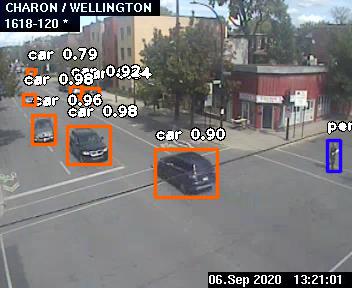 CHARON / WELLINGTON
1618-120 *
car 0.79
car 0.98
car 0.96
car 0.98
car 0.90
per
06.Sep 2020 13:21:01